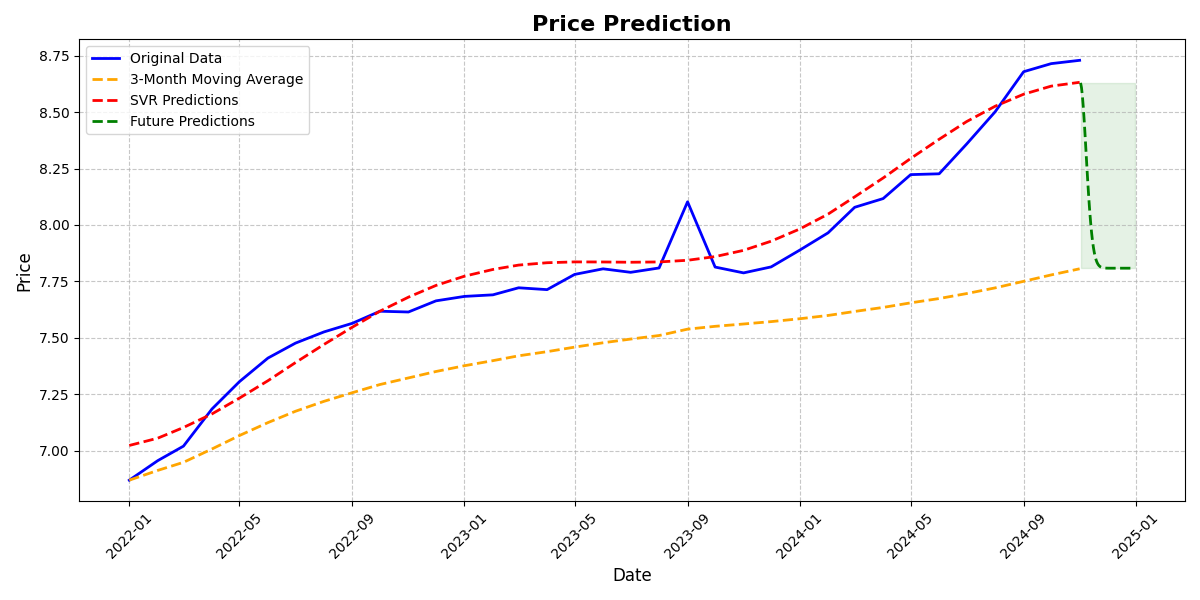 Price Prediction
Original Data
3-Month Moving Average
SVR Predictions
Future Predictions
Price
8.75
8.50
8.25
8.00
7.75
7.50
7.25
7.00
2022-01
2022-05
2022-09
2023-01
2023-05
2023-09
2024-01
2024-05
2024-09
2025-01
Date